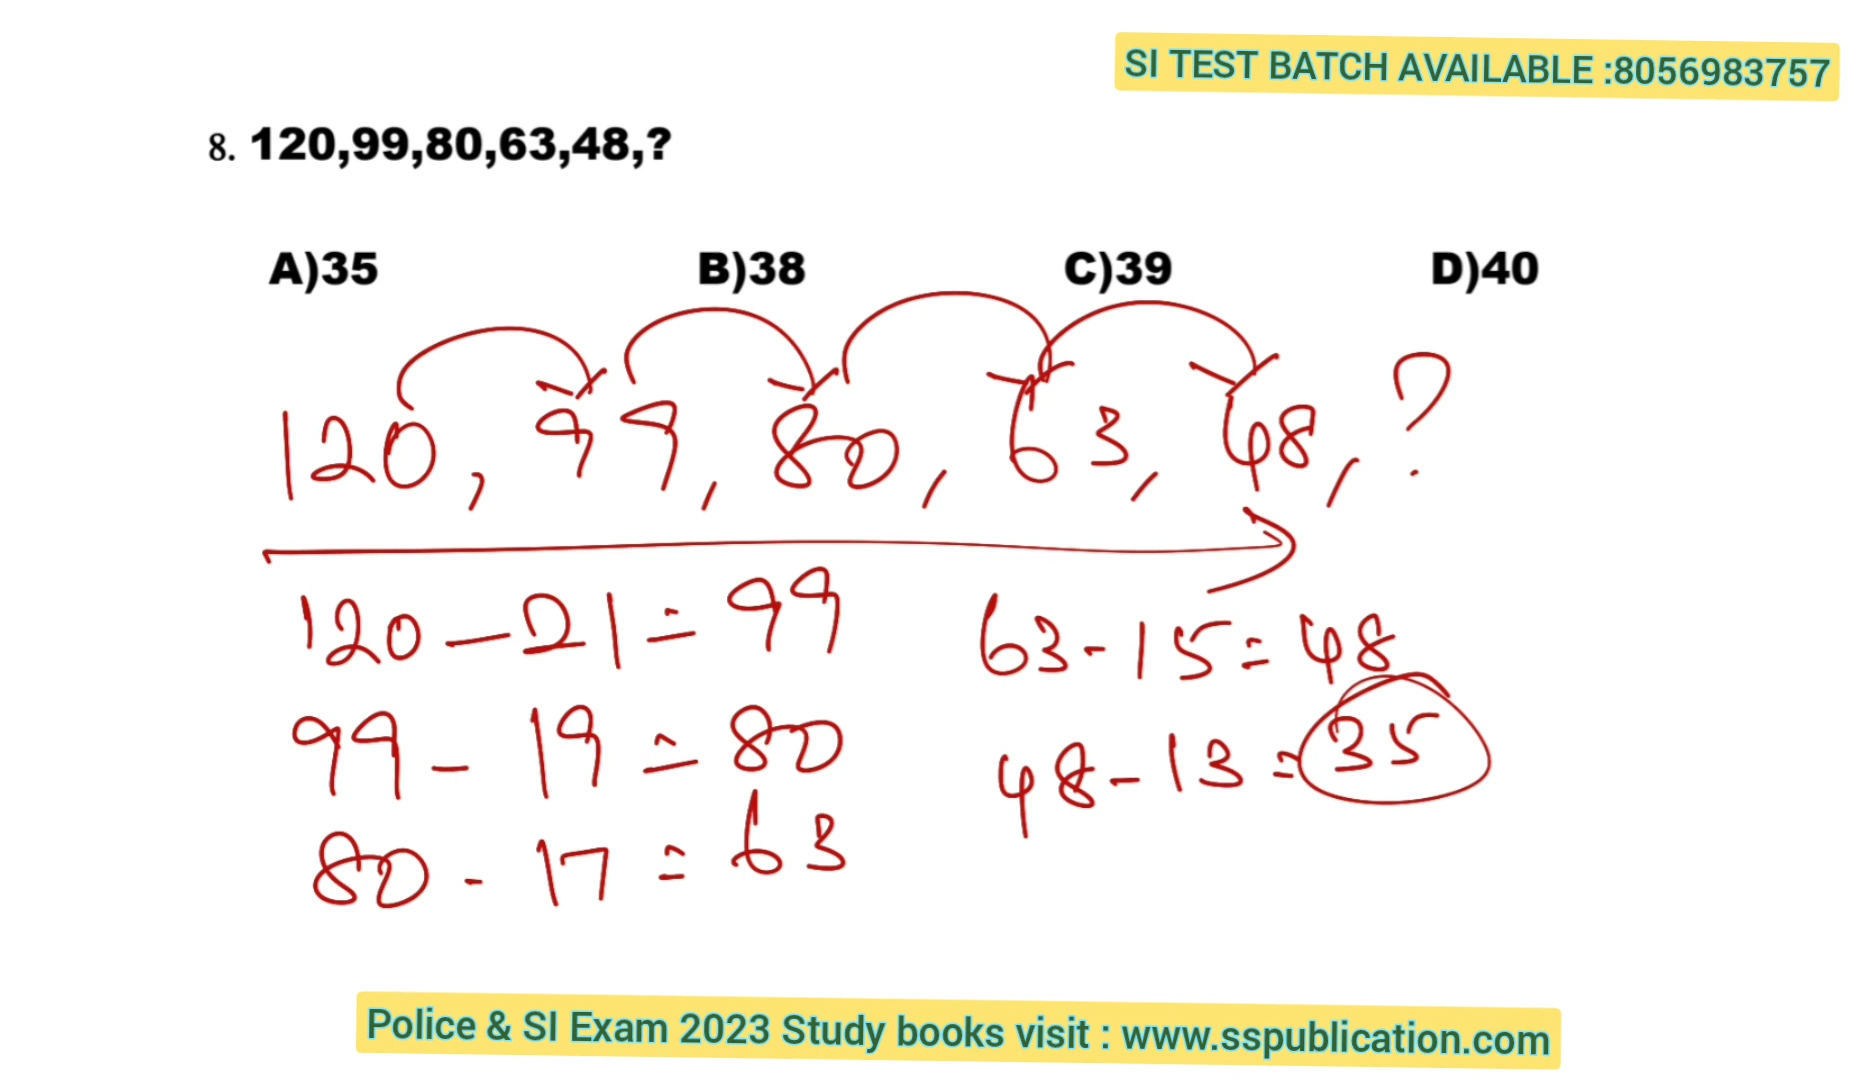 SI TEST BATCH AVAILABLE :8056983757
8. 120,99,80,63,48,?
A)35 B)38 C)39 D)40
120, 99, 80, 63, 48, ?
120-21=99
99-19=80
80-17=63
63-15=48
48-13=35
Police & SI Exam 2023 Study books visit : www.sspublication.com